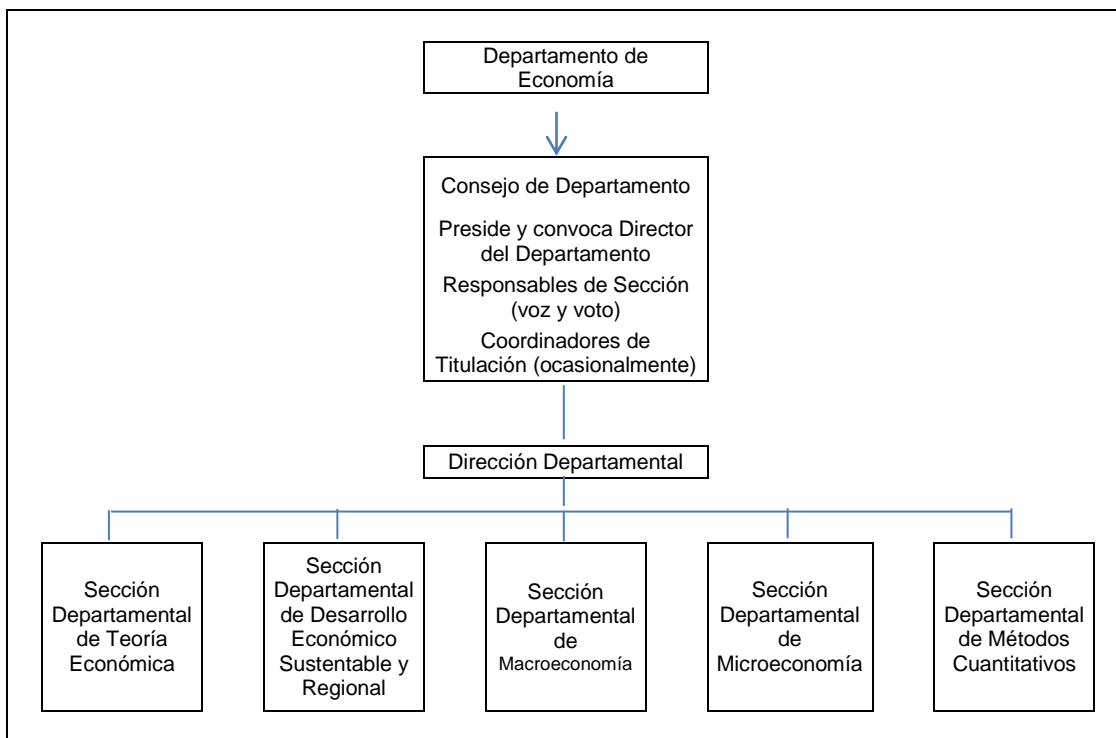 Departamento de
Economía
Consejo de Departamento
Preside y convoca Director
del Departamento
Responsables de Sección
(voz y voto)
Coordinadores de
Titulación (ocasionalmente)
Dirección Departamental
Sección
Departamental
de Teoría
Económica
Sección
Departamental
de Desarrollo
Económico
Sustentable y
Regional
Sección
Departamental
de
Macroeconomía
Sección
Departamental
de
Microeconomía
Sección
Departamental
de Métodos
Cuantitativos